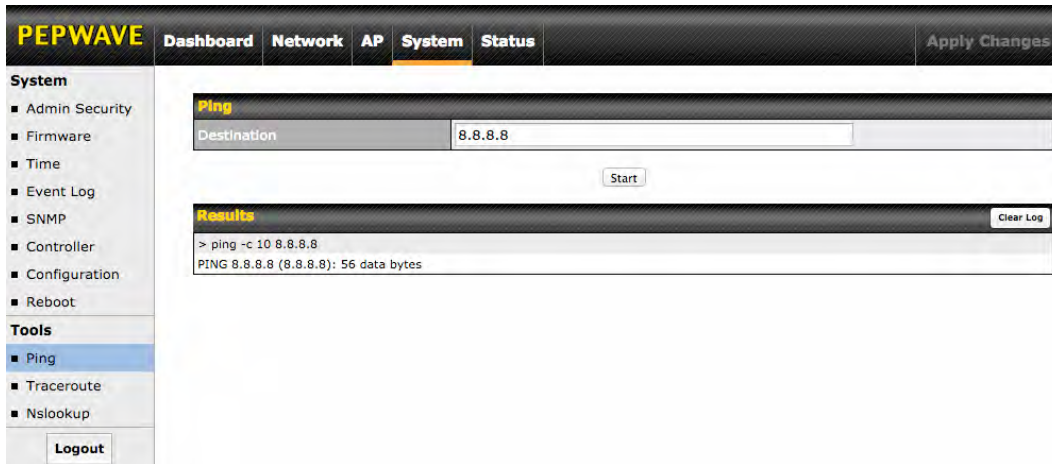 PEPWAVE
Dashboard Network AP System Status Apply Changes
System
Admin Security
Firmware
Time
Event Log
SNMP
Controller
Configuration
Reboot
Tools
Ping
Traceroute
Nslookup
Logout
Ping
Destination 8.8.8.8
Start
Results Clear Log
> ping -c 10 8.8.8.8
PING 8.8.8.8 (8.8.8.8): 56 data bytes